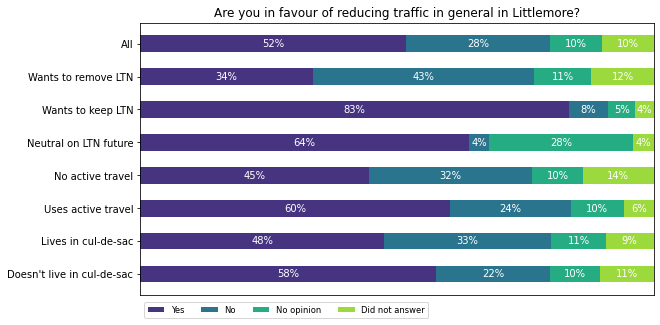 Are you in favour of reducing traffic in general in Littlemore?
All 52% 28% 10% 10%
Wants to remove LTN 34% 43% 11% 12%
Wants to keep LTN 83% 8% 5% 4%
Neutral on LTN future 64% 4% 28% 4%
No active travel 45% 32% 10% 14%
Uses active travel 60% 24% 10% 6%
Lives in cul-de-sac 48% 33% 11% 9%
Doesn't live in cul-de-sac 58% 22% 10% 11%
Yes No No opinion Did not answer